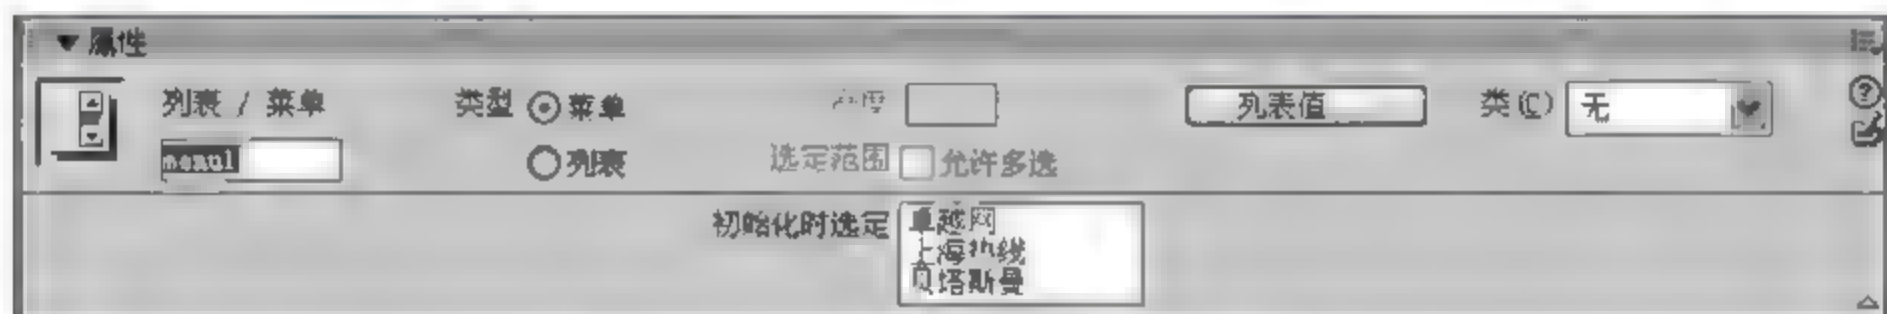 属性
列表 / 菜单 类型 菜单 高度 列表值 类(C) 无
menu1 列表 选定范围 允许多选
初始化时选定 卓越网
上海热线
贝塔斯曼